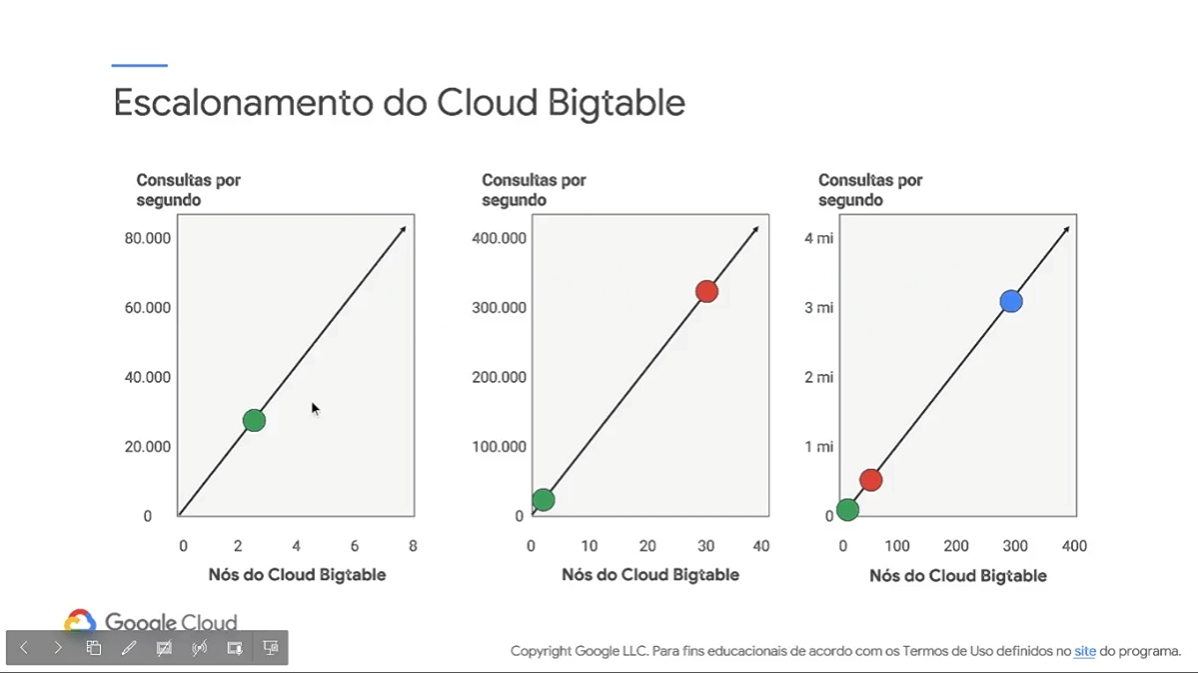 Escalonamento do Cloud Bigtable
Consultas por
segundo
80.000
60.000
40.000
20.000
0
0 2 4 6 8
Nós do Cloud Bigtable
Consultas por
segundo
400.000
300.000
200.000
100.000
0
0 10 20 30 40
Nós do Cloud Bigtable
Consultas por
segundo
4 mi
3 mi
2 mi
1 mi
0
0 100 200 300 400
Nós do Cloud Bigtable
Google Cloud
Copyright Google LLC. Para fins educacionais de acordo com os Termos de Uso definidos no site do programa.